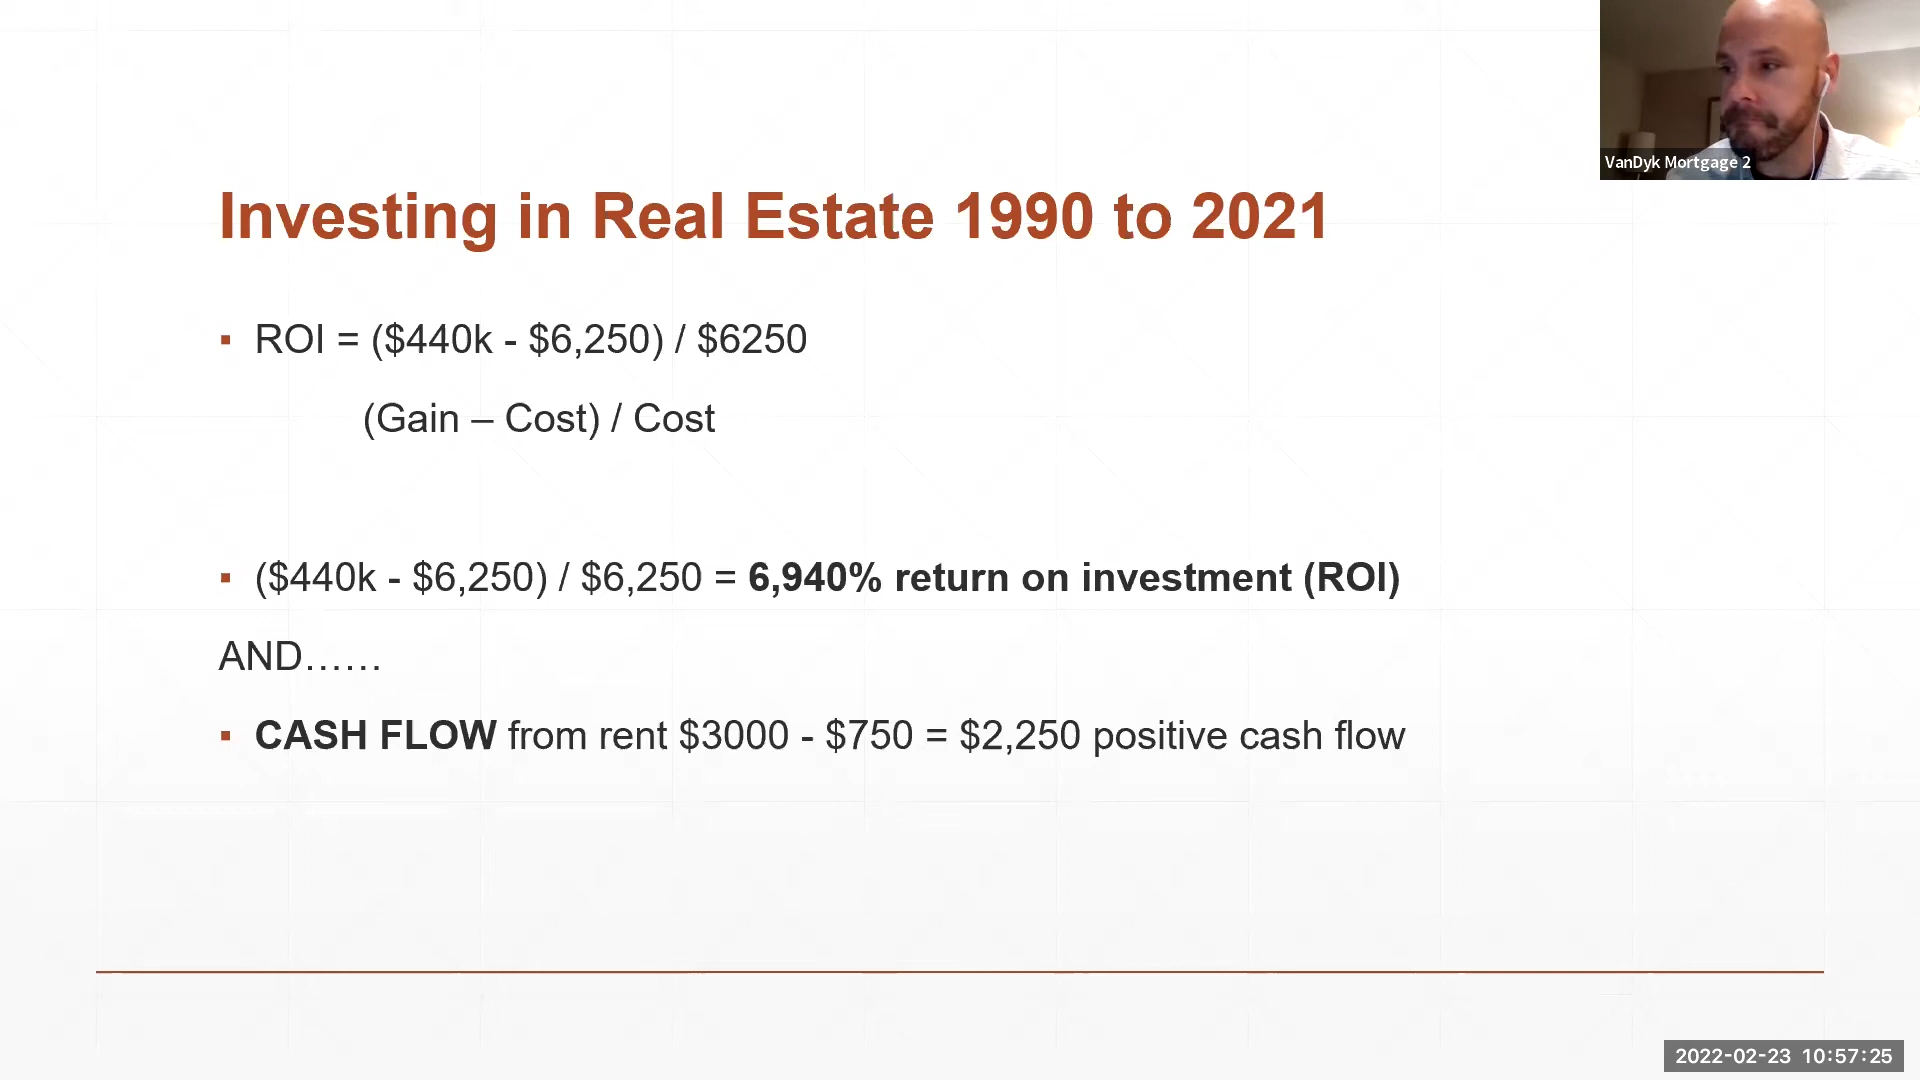 VanDyk Mortgage 2
Investing in Real Estate 1990 to 2021
▪ ROI = ($440k - $6,250) / $6250
(Gain – Cost) / Cost
▪ ($440k - $6,250) / $6,250 = 6,940% return on investment (ROI)
AND……
▪ CASH FLOW from rent $3000 - $750 = $2,250 positive cash flow
2022-02-23 10:57:25